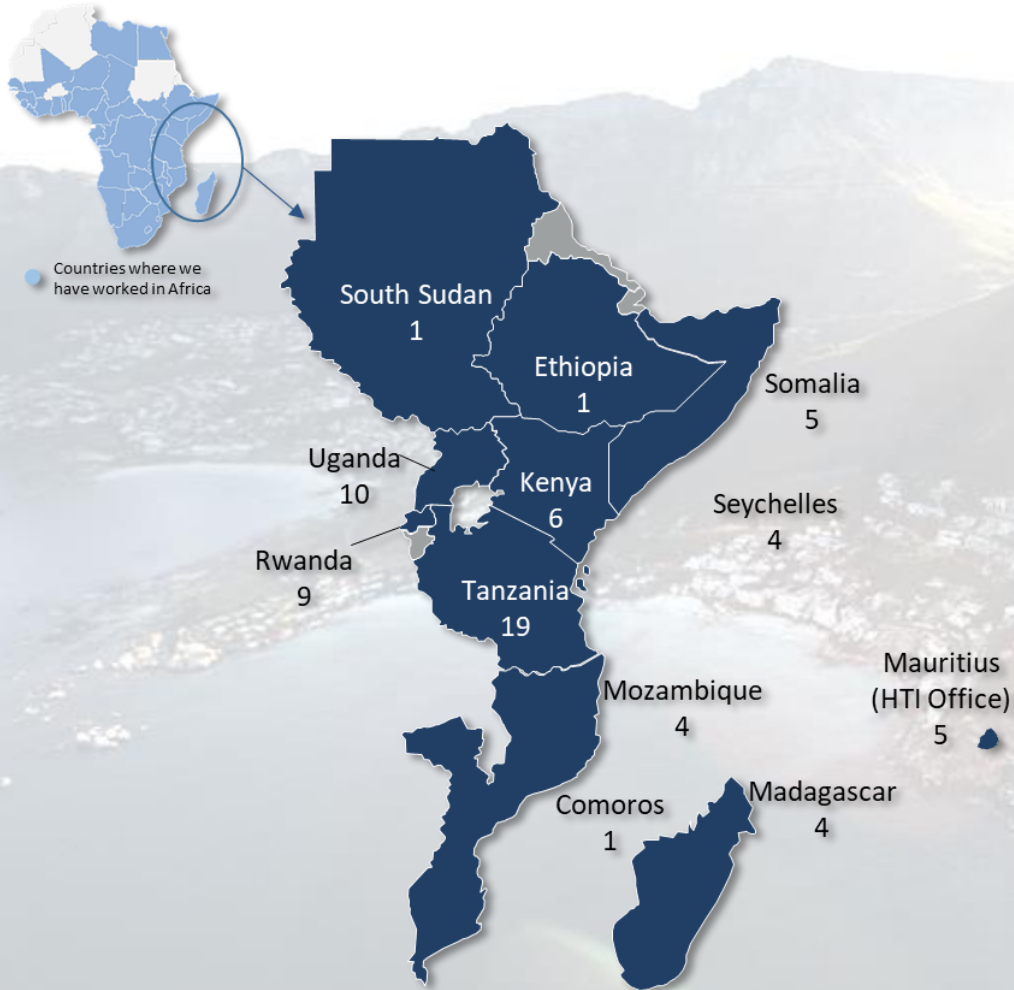 Countries where we
have worked in Africa
South Sudan
1
Ethiopia
1
Somalia
5
Uganda
10
Kenya
6
Seychelles
4
Rwanda
9
Tanzania
19
Mauritius
(HTI Office)
5
Mozambique
4
Comoros
1
Madagascar
4